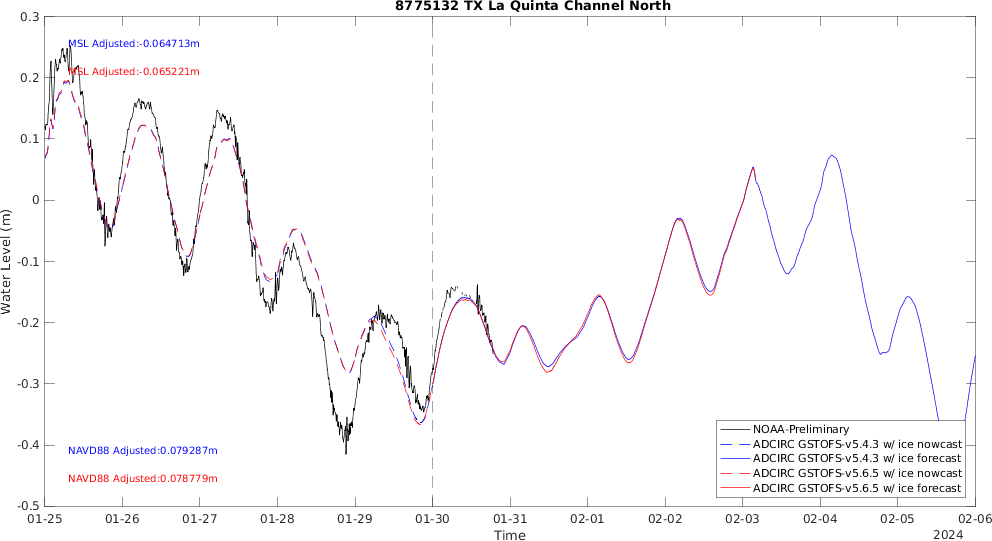 8775132 TX La Quinta Channel North
0.3
MSL Adjusted:-0.064713m
MSL Adjusted:-0.065221m
0.2
0.1
0
-0.1
-0.2
-0.3
-0.4
-0.5
Water Level (m)
NAVD88 Adjusted:0.079287m
NAVD88 Adjusted:0.078779m
NOAA-Preliminary
ADCIRC GSTOFS-v5.4.3 w/ ice nowcast
ADCIRC GSTOFS-v5.4.3 w/ ice forecast
ADCIRC GSTOFS-v5.6.5 w/ ice nowcast
ADCIRC GSTOFS-v5.6.5 w/ ice forecast
01-25 01-26 01-27 01-28 01-29 01-30 01-31 02-01 02-02 02-03 02-04 02-05 02-06
Time
2024